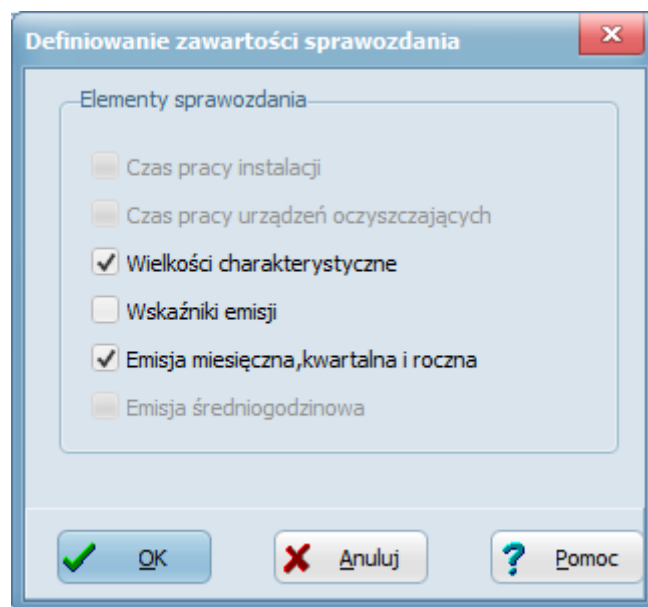 Definiowanie zawartości sprawozdania
Elementy sprawozdania
Czas pracy instalacji
Czas pracy urządzeń oczyszczających
Wielkości charakterystyczne
Wskaźniki emisji
Emisja miesięczna,kwartalna i roczna
Emisja średniogodzinowa
OK Anuluj Pomoc